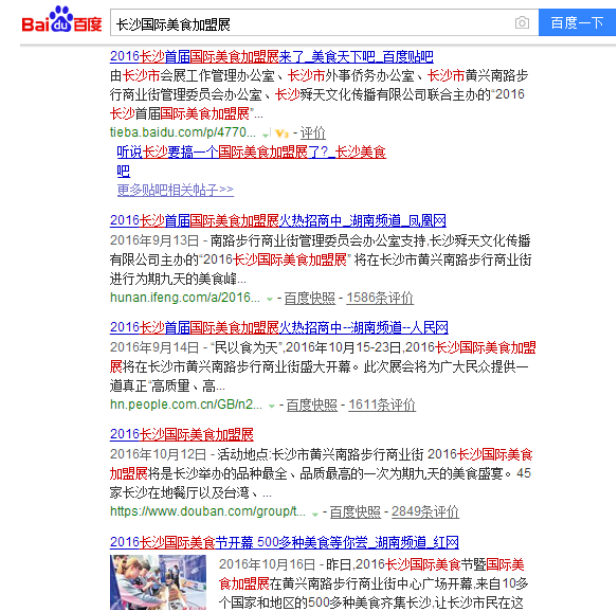 Bai du 百度
长沙国际美食加盟展
百度一下
2016长沙首届国际美食加盟展来了_美食天下吧_百度贴吧
由长沙市会展工作管理办公室、长沙市外事侨务办公室、长沙市黄兴南路步
行商业街管理委员会办公室、长沙舜天文化传播有限公司联合主办的“2016
长沙首届国际美食加盟展”...
tieba.baidu.com/p/4770... - 评价
听说长沙要搞一个国际美食加盟展了?_长沙美食
吧
更多贴吧相关帖子>>
2016长沙首届国际美食加盟展火热招商中_湖南频道_凤凰网
2016年9月13日 - 南路步行商业街管理委员会办公室支持,长沙舜天文化传播
有限公司主办的“2016长沙国际美食加盟展” 将在长沙市黄兴南路步行商业街
进行为期九天的美食峰...
hunan.ifeng.com/a/2016... - 百度快照 - 1586条评价
2016长沙首届国际美食加盟展火热招商中--湖南频道--人民网
2016年9月14日 - “民以食为天”,2016年10月15-23日,2016长沙国际美食加盟
展将在长沙市黄兴南路步行商业街盛大开幕。此次展会将为广大民众提供一
道真正“高质量、高...
hn.people.com.cn/GB/n2... - 百度快照 - 1611条评价
2016长沙国际美食加盟展
2016年10月12日 - 活动地点:长沙市黄兴南路步行商业街 2016长沙国际美食
加盟展将是长沙举办的品种最全、品质最高的一次为期九天的美食盛宴。45
家长沙在地餐厅以及台湾、...
https://www.douban.com/group/t... - 百度快照 - 2849条评价
2016长沙国际美食节开幕 500多种美食等你尝_湖南频道_红网
2016年10月16日 - 昨日,2016长沙国际美食节暨国际美
食加盟展在黄兴南路步行商业街中心广场开幕,来自10多
个国家和地区的500多种美食齐集长沙,让长沙市民在这